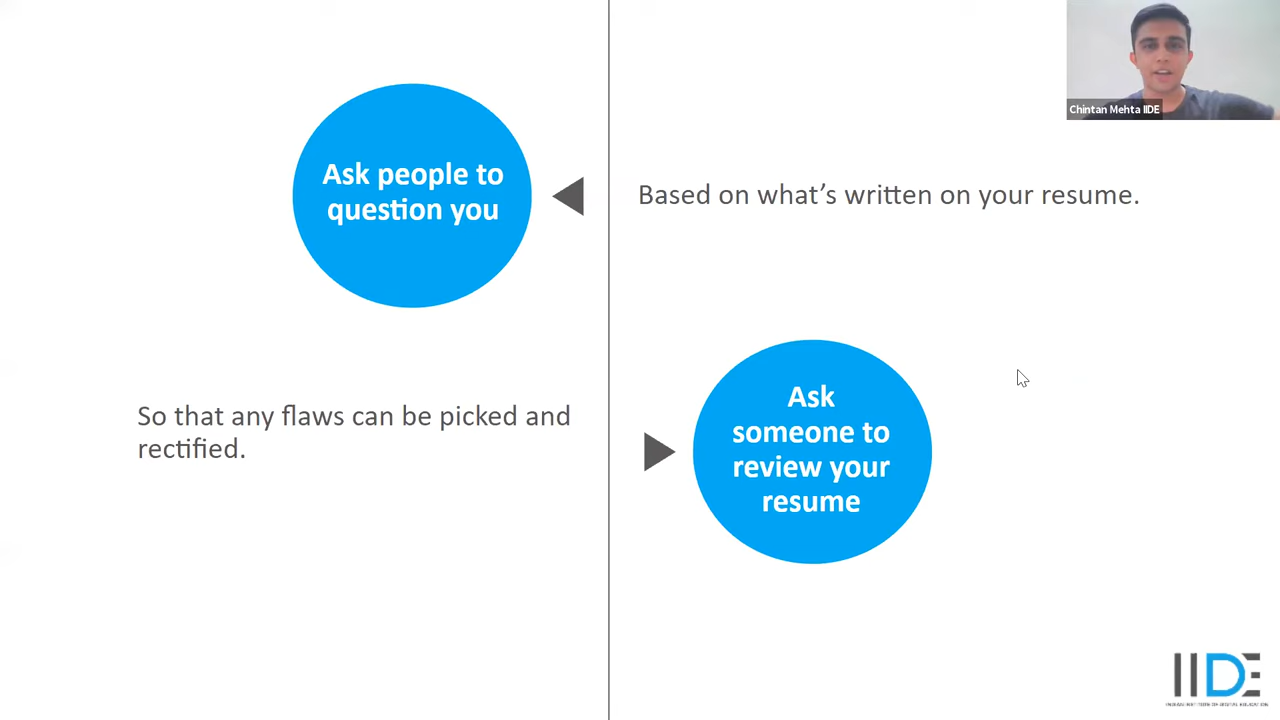 Chintan Mehta IIDE
Ask people to
question you
Based on what's written on your resume.
So that any flaws can be picked and
rectified.
Ask
someone to
review your
resume
IIDE